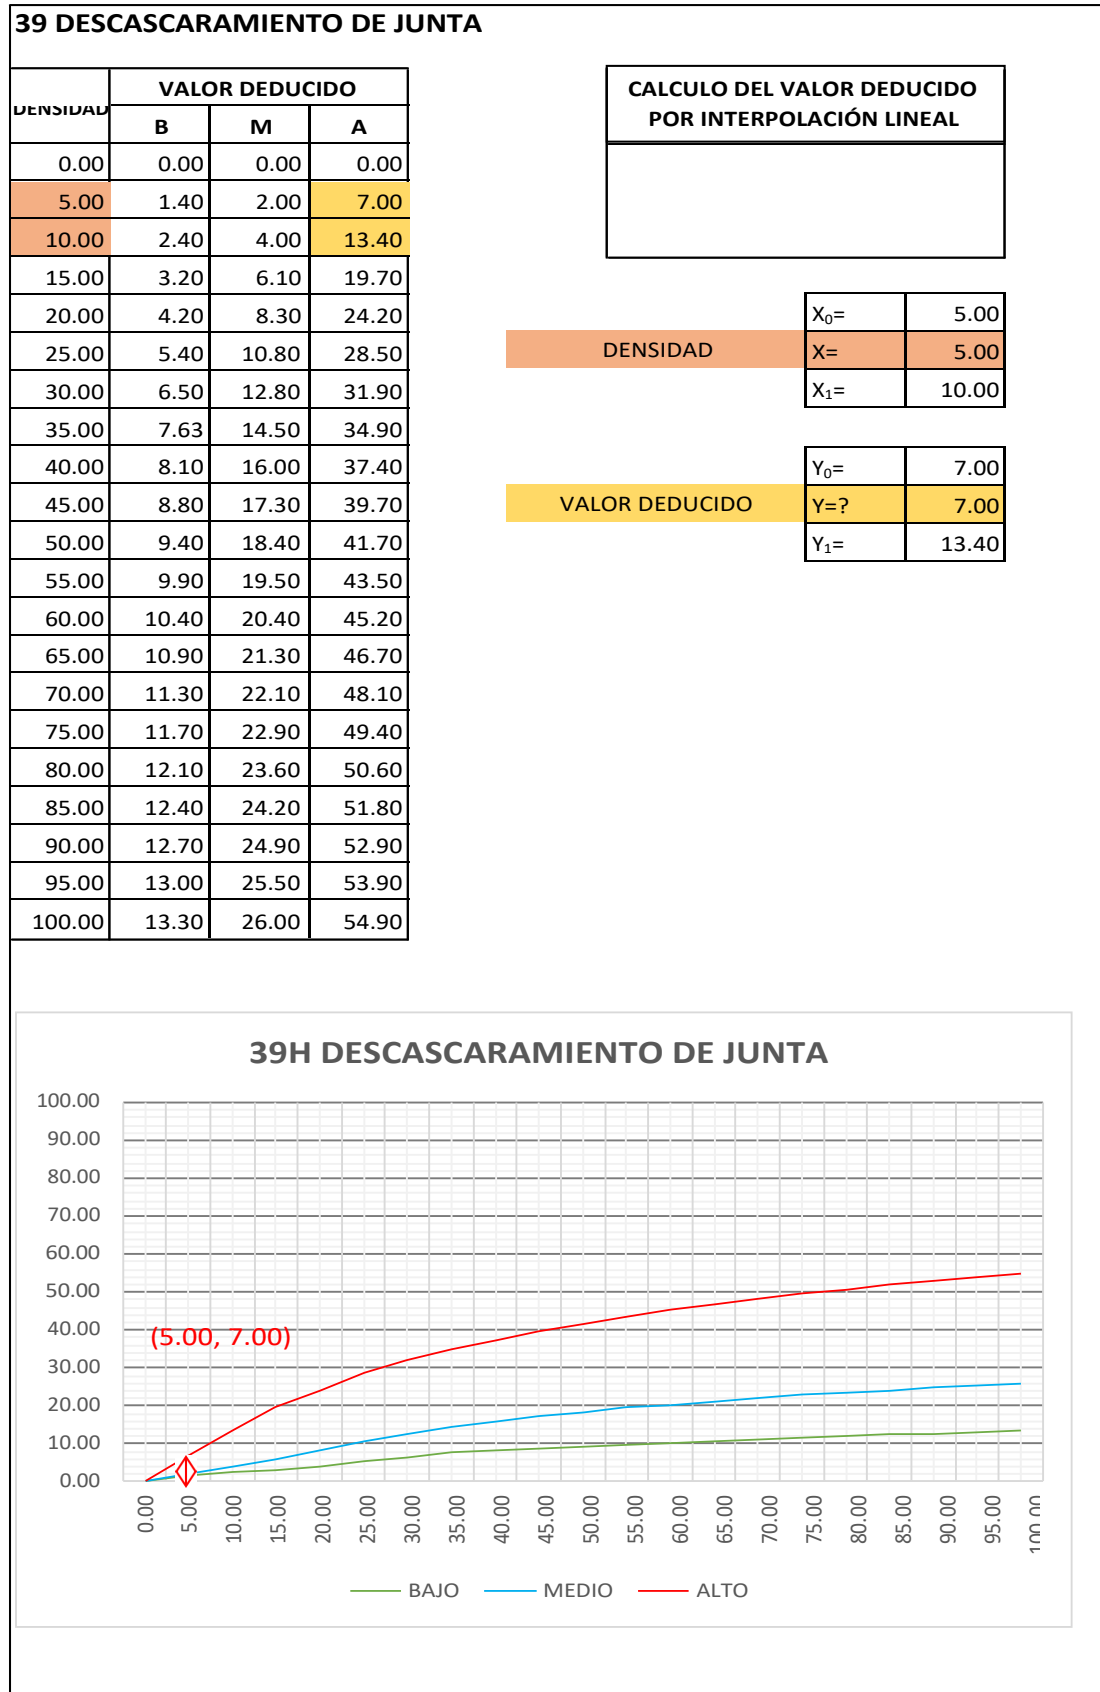 39 DESCASCARAMIENTO DE JUNTA
DENSIDAD VALOR DEDUCIDO
B M A
0.00 0.00 0.00 0.00
5.00 1.40 2.00 7.00
10.00 2.40 4.00 13.40
15.00 3.20 6.10 19.70
20.00 4.20 8.30 24.20
25.00 5.40 10.80 28.50
30.00 6.50 12.80 31.90
35.00 7.63 14.50 34.90
40.00 8.10 16.00 37.40
45.00 8.80 17.30 39.70
50.00 9.40 18.40 41.70
55.00 9.90 19.50 43.50
60.00 10.40 20.40 45.20
65.00 10.90 21.30 46.70
70.00 11.30 22.10 48.10
75.00 11.70 22.90 49.40
80.00 12.10 23.60 50.60
85.00 12.40 24.20 51.80
90.00 12.70 24.90 52.90
95.00 13.00 25.50 53.90
100.00 13.30 26.00 54.90
CALCULO DEL VALOR DEDUCIDO
POR INTERPOLACIÓN LINEAL
X₀= 5.00
DENSIDAD X= 5.00
X₁= 10.00
Y₀= 7.00
VALOR DEDUCIDO Y=? 7.00
Y₁= 13.40
39H DESCASCARAMIENTO DE JUNTA
100.00
90.00
80.00
70.00
60.00
50.00
40.00
(5.00, 7.00)
30.00
20.00
10.00
0.00
0.00 5.00 10.00 15.00 20.00 25.00 30.00 35.00 40.00 45.00 50.00 55.00 60.00 65.00 70.00 75.00 80.00 85.00 90.00 95.00 100.00
BAJO MEDIO ALTO